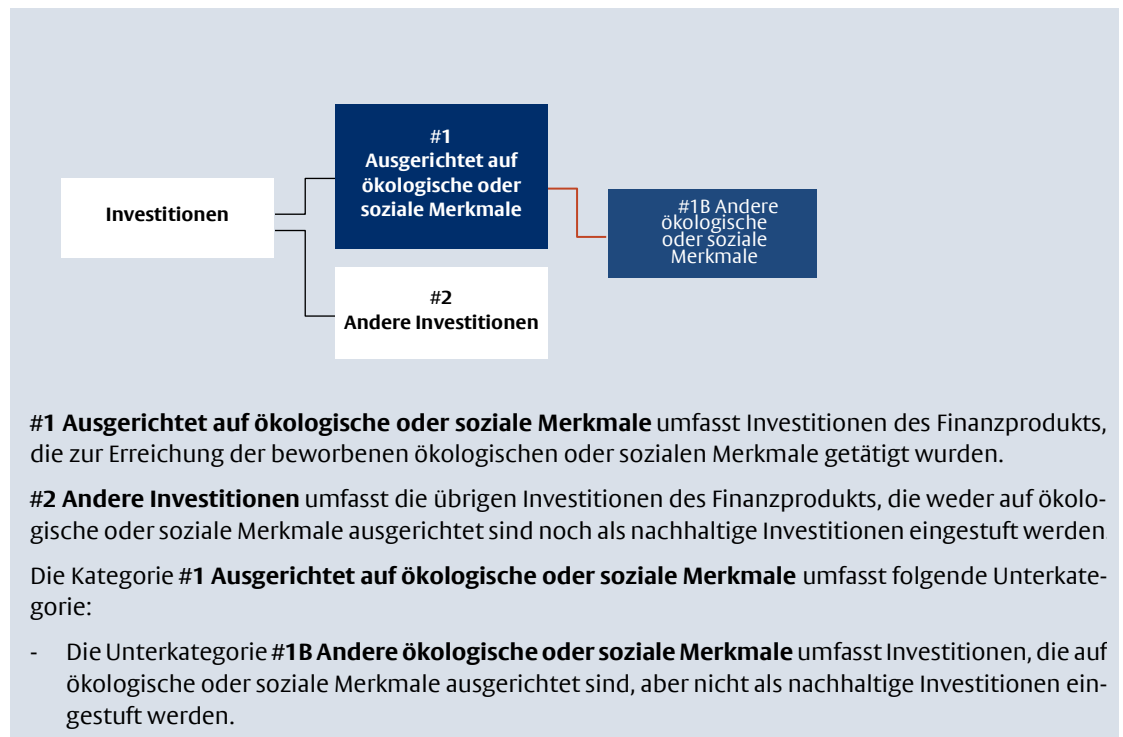 #1
Ausgerichtet auf
ökologische oder
soziale Merkmale
Investitionen
#1B Andere
ökologische
oder soziale
Merkmale
#2
Andere Investitionen
#1 Ausgerichtet auf ökologische oder soziale Merkmale umfasst Investitionen des Finanzprodukts,
die zur Erreichung der beworbenen ökologischen oder sozialen Merkmale getätigt wurden.
#2 Andere Investitionen umfasst die übrigen Investitionen des Finanzprodukts, die weder auf ökolo-
gische oder soziale Merkmale ausgerichtet sind noch als nachhaltige Investitionen eingestuft werden.
Die Kategorie #1 Ausgerichtet auf ökologische oder soziale Merkmale umfasst folgende Unterkate-
gorie:
- Die Unterkategorie #1B Andere ökologische oder soziale Merkmale umfasst Investitionen, die auf
ökologische oder soziale Merkmale ausgerichtet sind, aber nicht als nachhaltige Investitionen ein-
gestuft werden.